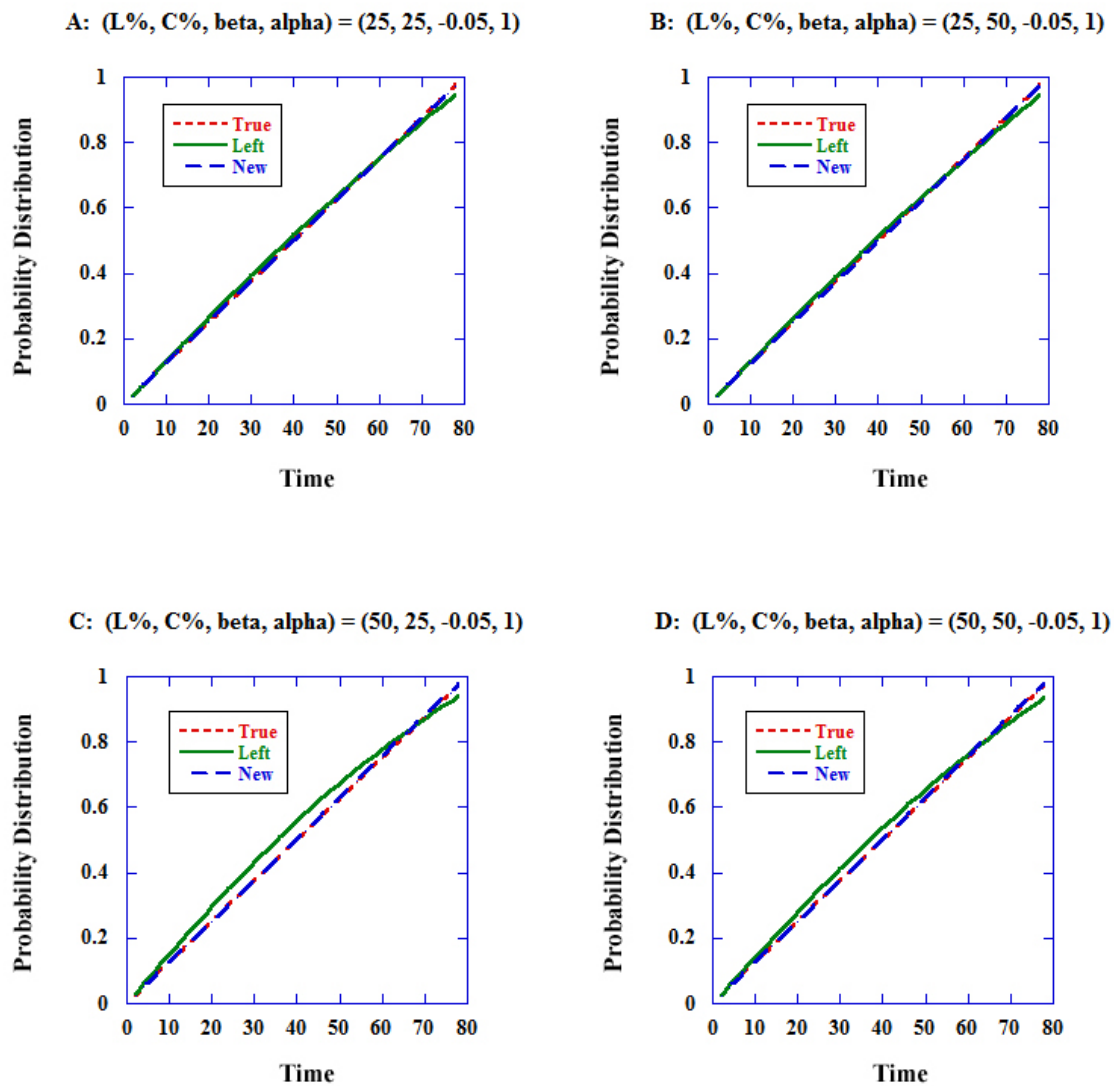 A: (L%, C%, beta, alpha) = (25, 25, -0.05, 1)
1
0.8
0.6
0.4
0.2
0
Probability Distribution
True
Left
New
0 10 20 30 40 50 60 70 80
Time
B: (L%, C%, beta, alpha) = (25, 50, -0.05, 1)
1
0.8
0.6
0.4
0.2
0
Probability Distribution
True
Left
New
0 10 20 30 40 50 60 70 80
Time
C: (L%, C%, beta, alpha) = (50, 25, -0.05, 1)
1
0.8
0.6
0.4
0.2
0
Probability Distribution
True
Left
New
0 10 20 30 40 50 60 70 80
Time
D: (L%, C%, beta, alpha) = (50, 50, -0.05, 1)
1
0.8
0.6
0.4
0.2
0
Probability Distribution
True
Left
New
0 10 20 30 40 50 60 70 80
Time